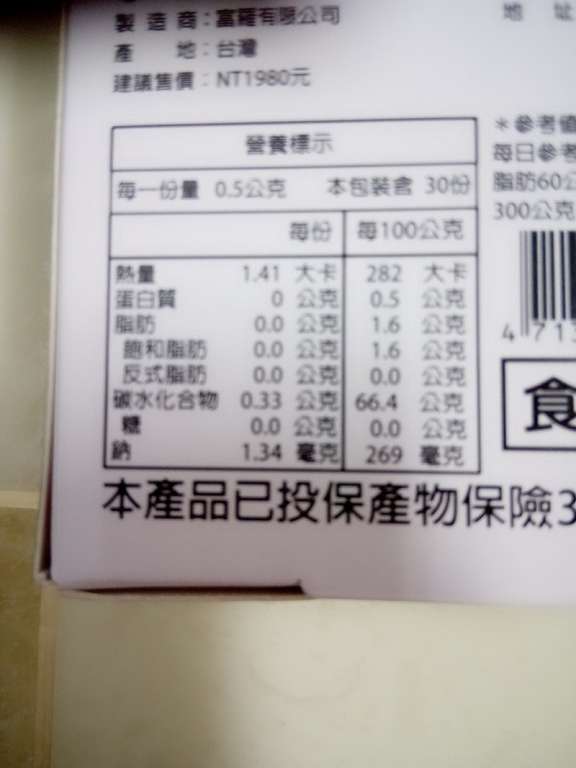 製造商：富羅有限公司
地址
產地：台灣
建議售價：NT1980元
營養標示
每一份量 0.5公克 本包裝含 30份
每份 每100公克
熱量 1.41 大卡 282 大卡
蛋白質 0 公克 0.5 公克
脂肪 0.0 公克 1.6 公克
飽和脂肪 0.0 公克 1.6 公克
反式脂肪 0.0 公克 0.0 公克
碳水化合物 0.33 公克 66.4 公克
糖 0.0 公克 0.0 公克
鈉 1.34 毫克 269 毫克
＊參考值
每日參考
脂肪60公
300公克
4 713
食
本產品已投保產物保險3